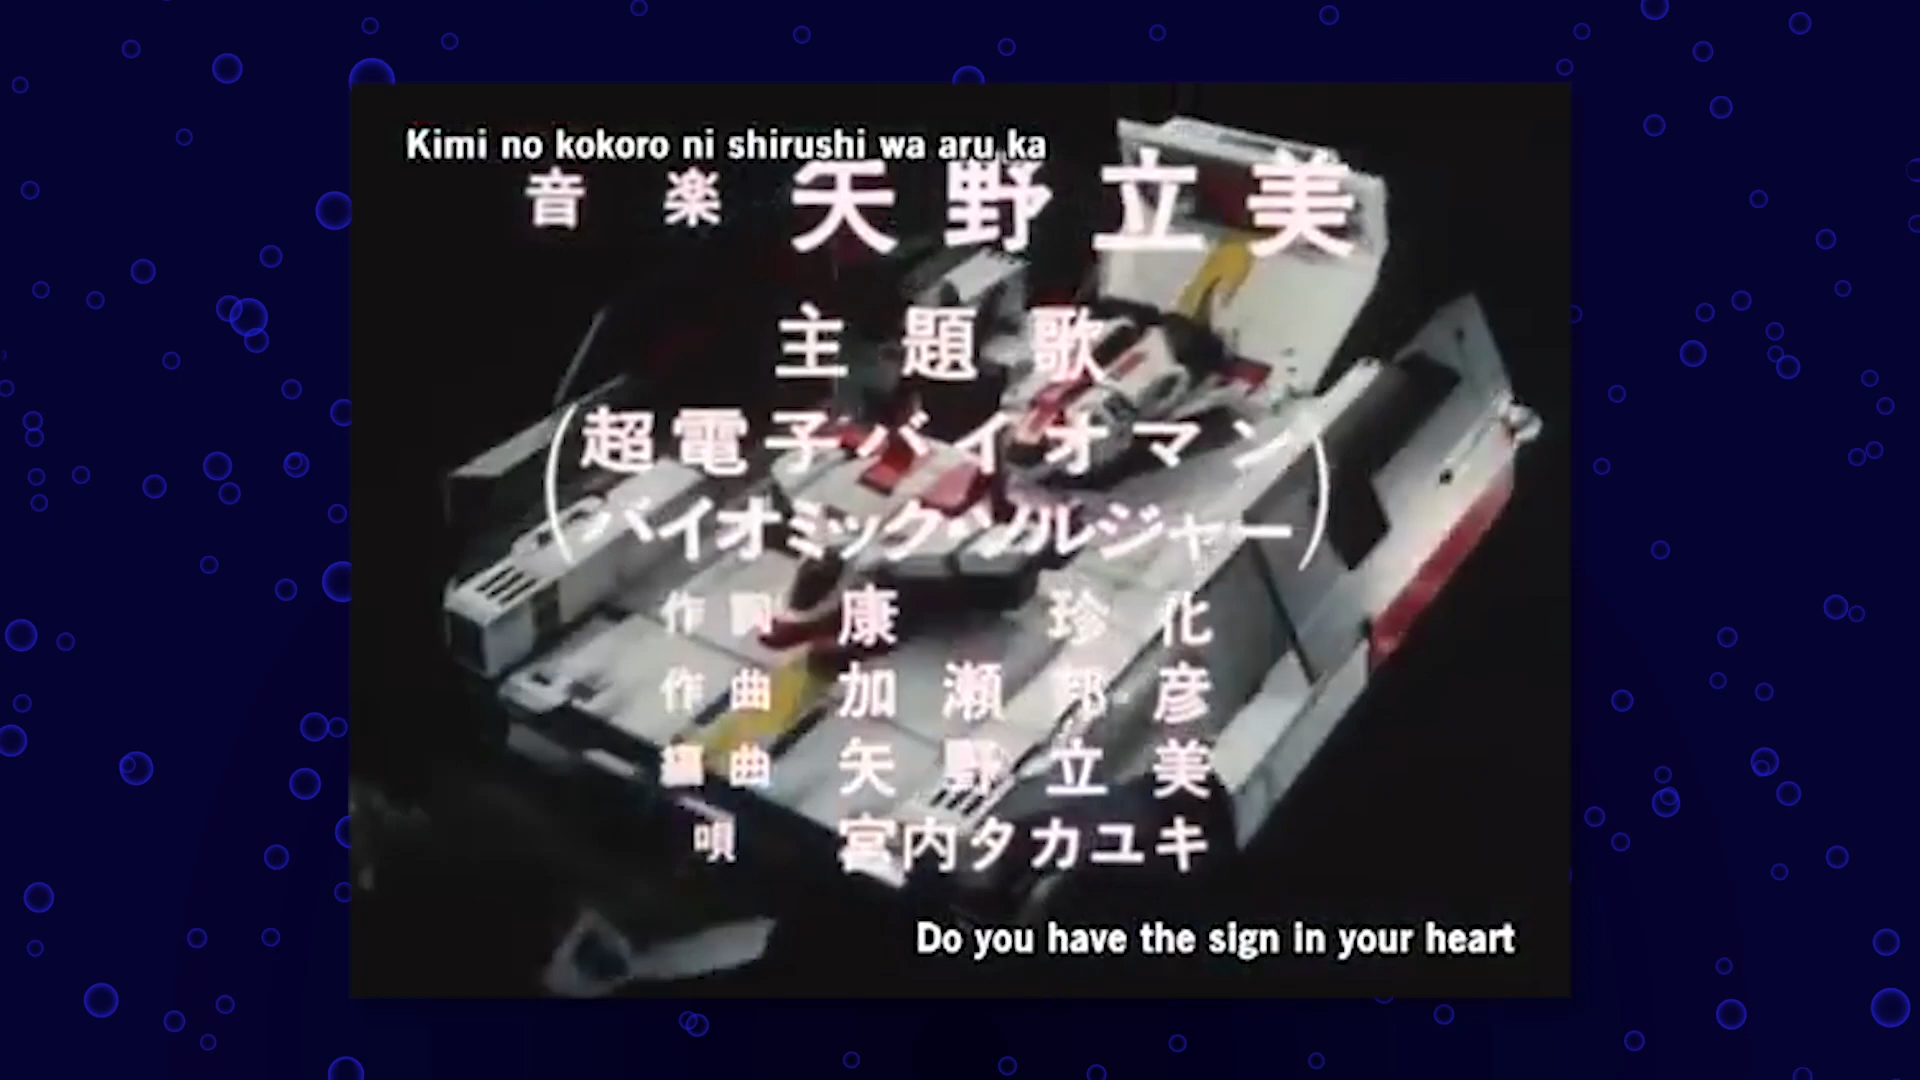 Kimi no kokoro ni shirushi wa aru ka
音楽 矢野立美
主題歌
(超電子バイオマン
バイオミック・ソルジャー)
作詞 康 珍化
作曲 加瀬邦彦
編曲 矢野立美
唄 宮内タカユキ
Do you have the sign in your heart